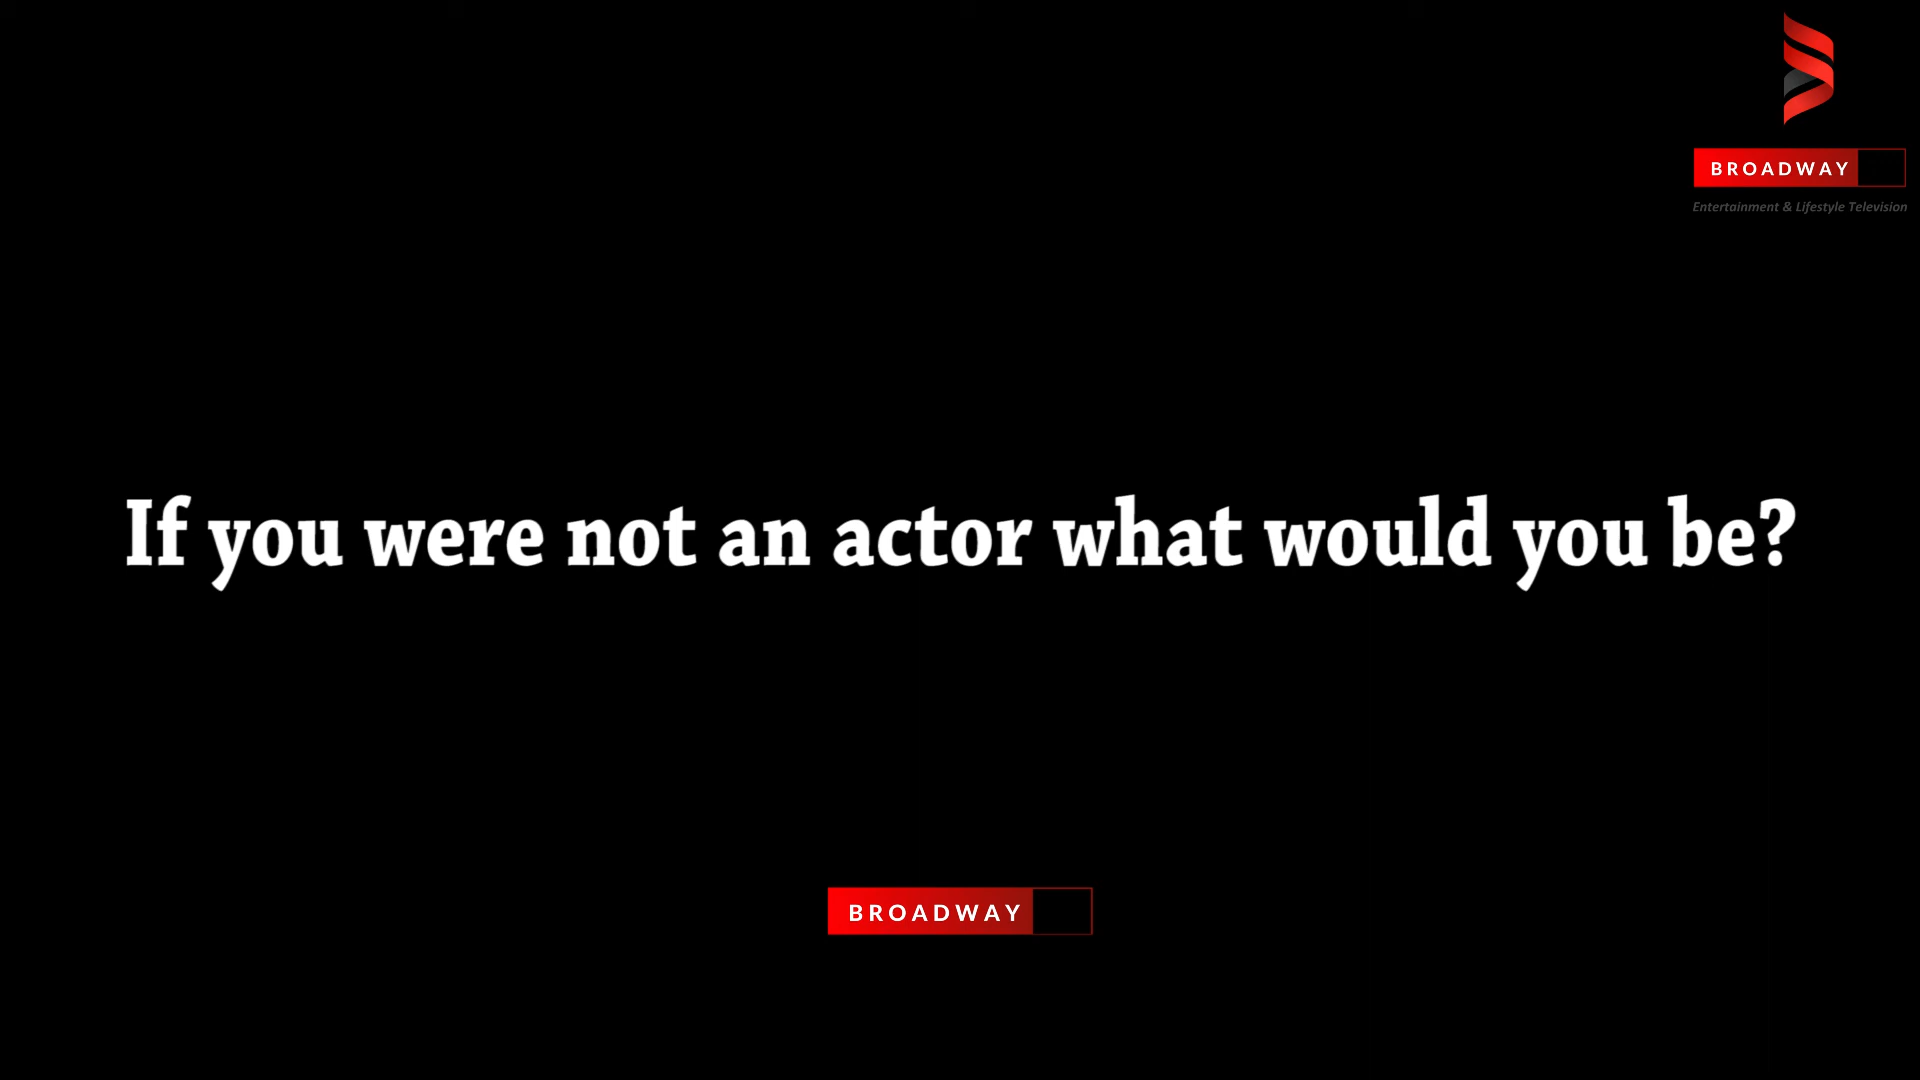 BROADWAY
Entertainment & Lifestyle Television
If you were not an actor what would you be?
BROADWAY